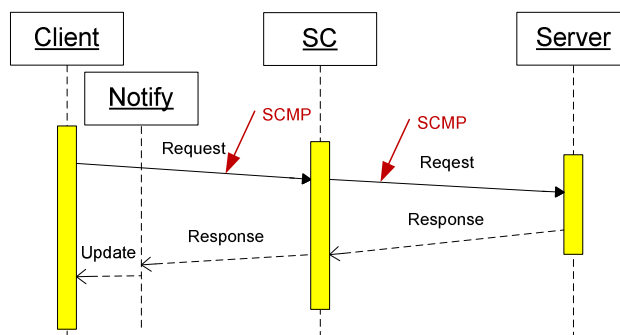 Client
SC
Server
Notify
SCMP
SCMP
Request
Reqest
Response
Response
Update